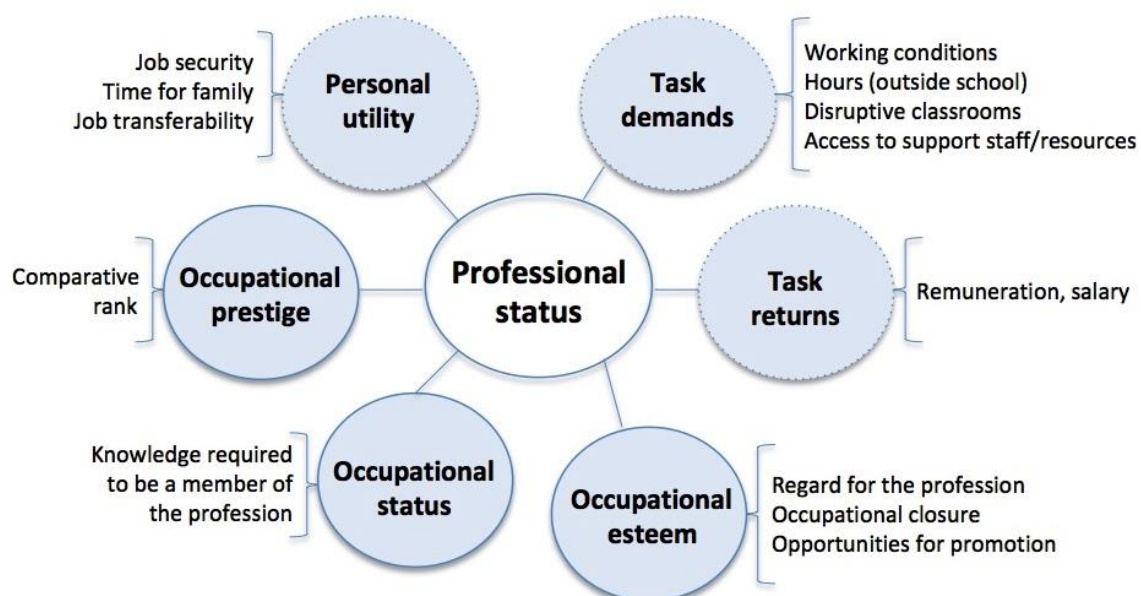 Job security
Time for family
Job transferability
Personal
utility
Task
demands
Working conditions
Hours (outside school)
Disruptive classrooms
Access to support staff/resources
Comparative
rank
Occupational
prestige
Professional
status
Task
returns
Remuneration, salary
Knowledge required
to be a member of
the profession
Occupational
status
Occupational
esteem
Regard for the profession
Occupational closure
Opportunities for promotion